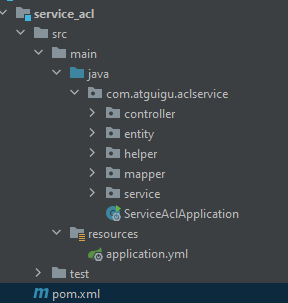 service_acl
src
main
java
com.atguigu.aclservice
controller
entity
helper
mapper
service
ServiceAclApplication
resources
application.yml
test
pom.xml